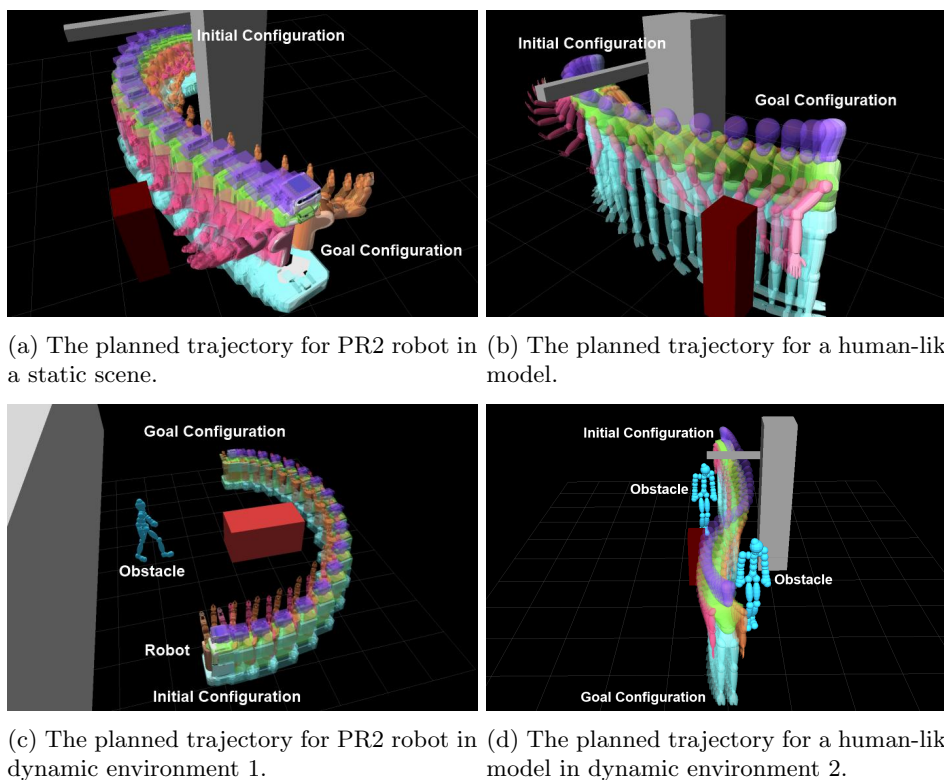 Initial Configuration
Goal Configuration
Initial Configuration
Goal Configuration
(a) The planned trajectory for PR2 robot in
a static scene.
(b) The planned trajectory for a human-lik
model.
Goal Configuration
Obstacle
Robot
Initial Configuration
Initial Configuration
Obstacle
Obstacle
Goal Configuration
(c) The planned trajectory for PR2 robot in
dynamic environment 1.
(d) The planned trajectory for a human-lik
model in dynamic environment 2.